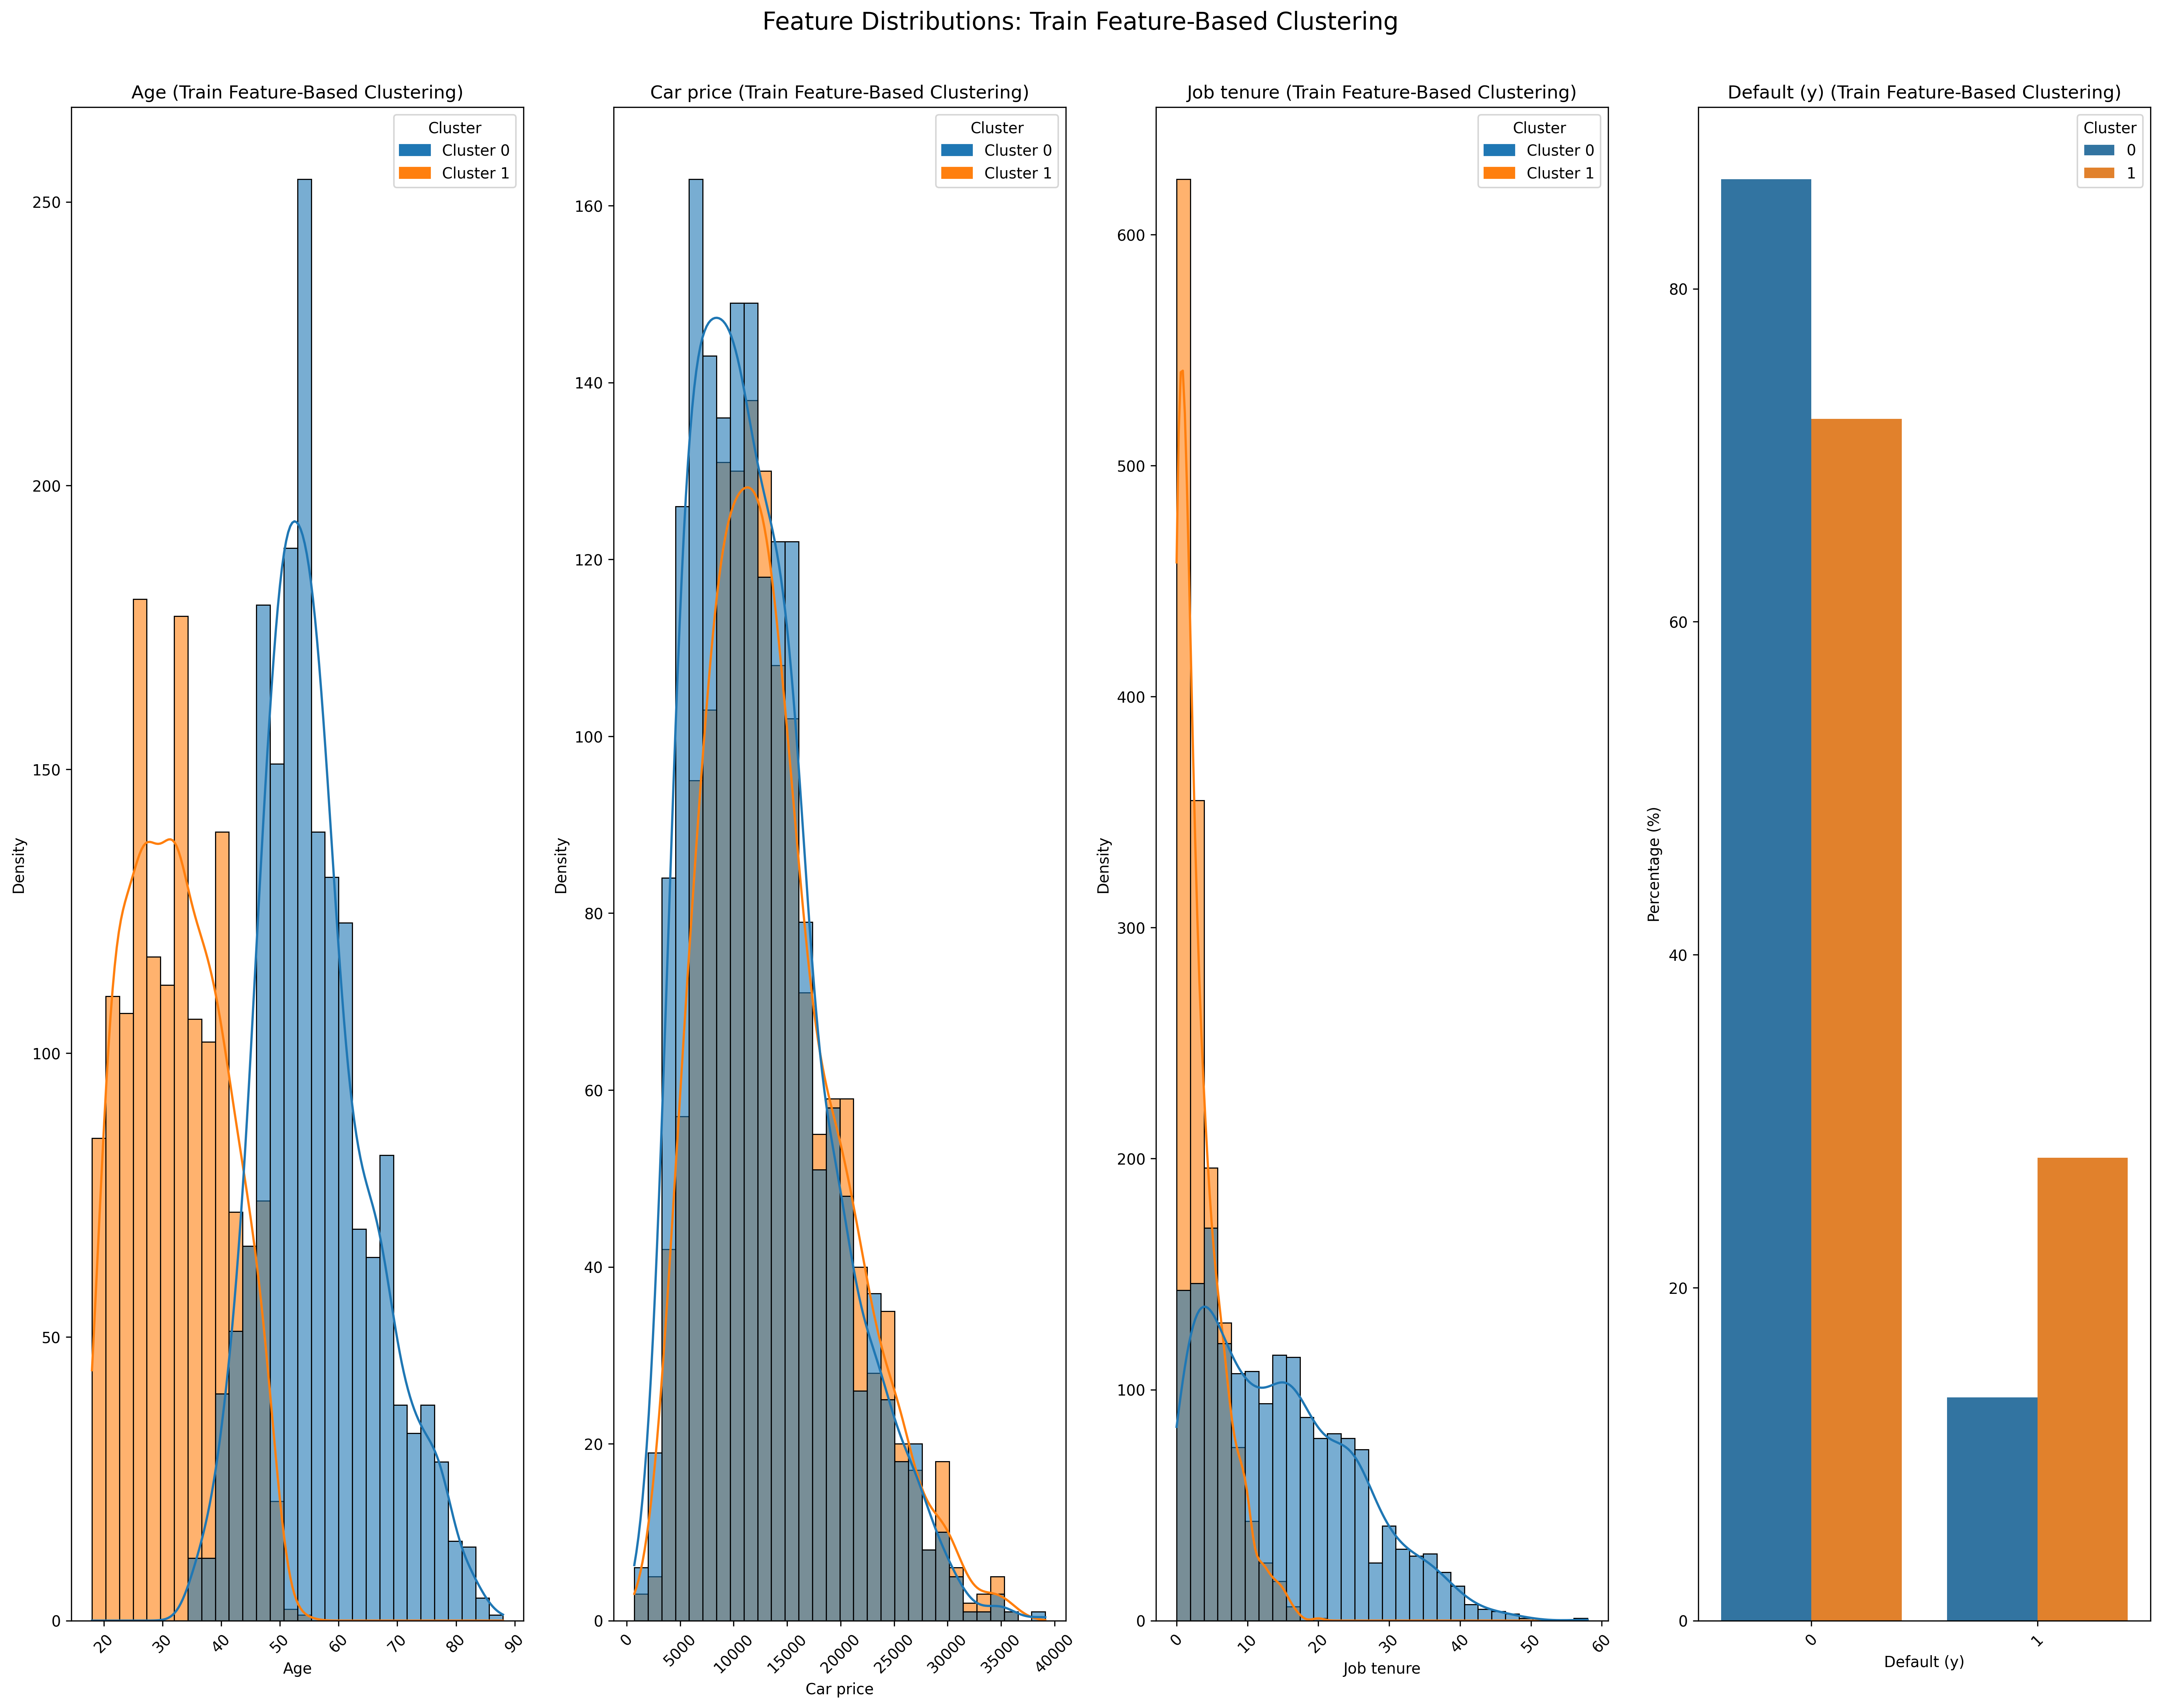 Feature Distributions: Train Feature-Based Clustering
Age (Train Feature-Based Clustering)
Cluster
Cluster 0
Cluster 1
Density
250
200
150
100
50
0
20
30
40
50
60
70
80
90
Age
Car price (Train Feature-Based Clustering)
Cluster
Cluster 0
Cluster 1
Density
160
140
120
100
80
60
40
20
0
0
5000
10000
15000
20000
25000
30000
35000
40000
Car price
Job tenure (Train Feature-Based Clustering)
Cluster
Cluster 0
Cluster 1
Density
600
500
400
300
200
100
0
0
10
20
30
40
50
60
Job tenure
Default (y) (Train Feature-Based Clustering)
Cluster
0
1
Percentage (%)
80
60
40
20
0
0
1
Default (y)